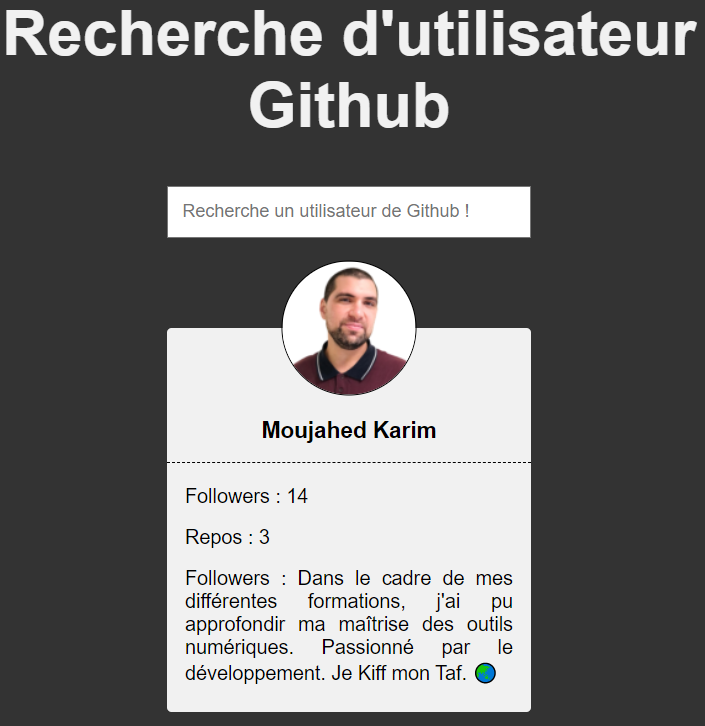 Recherche d'utilisateur
Github
Recherche un utilisateur de Github !
Moujahed Karim
Followers : 14
Repos : 3
Followers : Dans le cadre de mes
différentes formations, j'ai pu
approfondir ma maîtrise des outils
numériques. Passionné par le
développement. Je Kiff mon Taf. 🌏